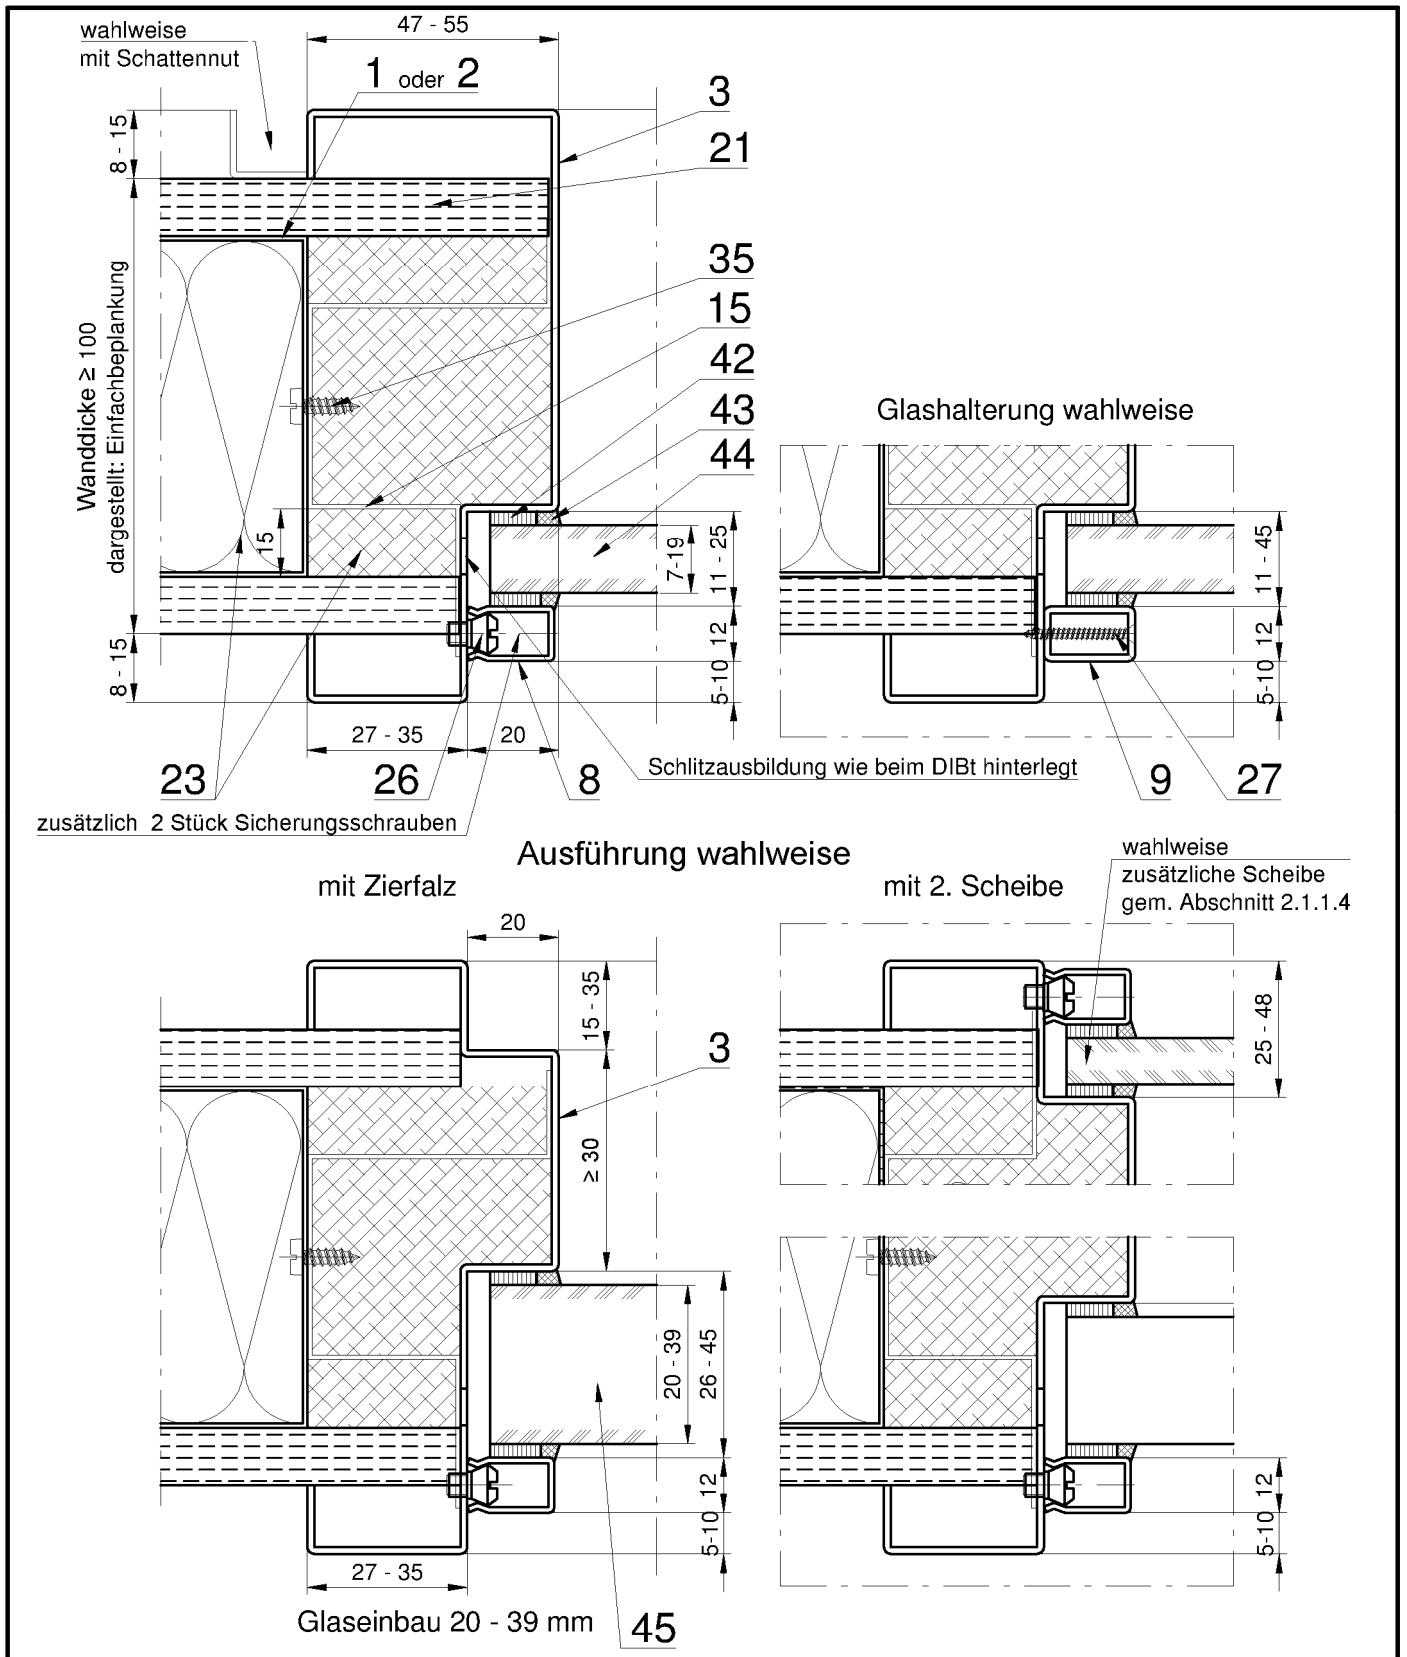 wahlweise
mit Schattennut
47 - 55
1 oder 2
3
8 - 15
21
35
15
42
43
44
Wanddicke ≥ 100
dargestellt: Einfachbeplankung
15
7-19
11 - 25
12
5-10
8 - 15
27 - 35
20
23
26
8
Schlitzausbildung wie beim DIBt hinterlegt
zusätzlich 2 Stück Sicherungsschrauben
Glashalterung wahlweise
11 - 45
12
5-10
9
27
Ausführung wahlweise
mit Zierfalz
mit 2. Scheibe
wahlweise
zusätzliche Scheibe
gem. Abschnitt 2.1.1.4
20
15 - 35
3
≥ 30
20 - 39
26 - 45
12
5-10
27 - 35
Glaseinbau 20 - 39 mm
45
25 - 48
12
5-10